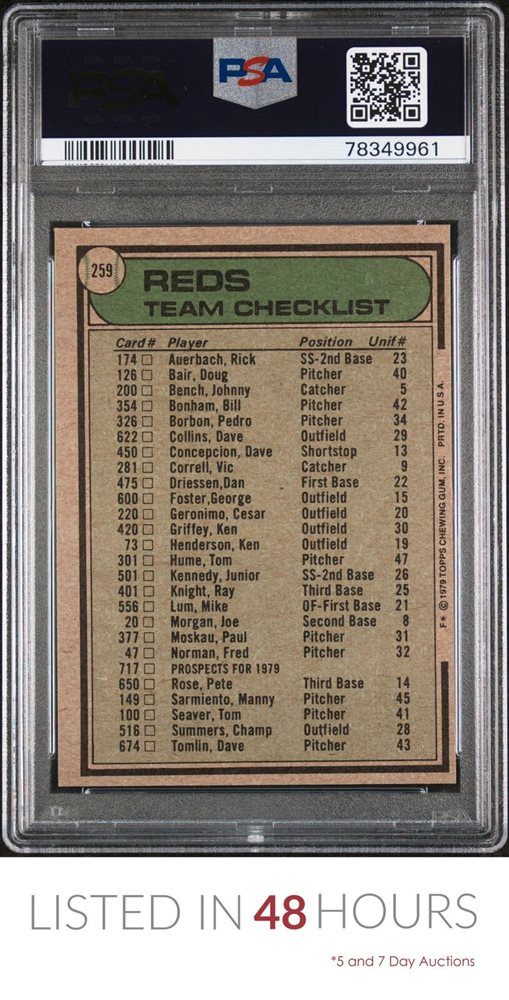 PSA
PSA
78349961
259
REDS
TEAM CHECKLIST
Card # Player Position Unif #
174 Auerbach, Rick SS-2nd Base 23
126 Bair, Doug Pitcher 40
200 Bench, Johnny Catcher 5
354 Bonham, Bill Pitcher 42
326 Borbon, Pedro Pitcher 34
622 Collins, Dave Outfield 29
450 Concepcion, Dave Shortstop 13
281 Correll, Vic Catcher 9
475 Driessen,Dan First Base 22
600 Foster,George Outfield 15
220 Geronimo, Cesar Outfield 20
420 Griffey, Ken Outfield 30
73 Henderson, Ken Outfield 19
301 Hume, Tom Pitcher 47
501 Kennedy, Junior SS-2nd Base 26
401 Knight, Ray Third Base 25
556 Lum, Mike OF-First Base 21
20 Morgan, Joe Second Base 8
377 Moskau, Paul Pitcher 31
47 Norman, Fred Pitcher 32
717 PROSPECTS FOR 1979
650 Rose, Pete Third Base 14
149 Sarmiento, Manny Pitcher 45
100 Seaver, Tom Pitcher 41
516 Summers, Champ Outfield 28
674 Tomlin, Dave Pitcher 43
F* © 1979 TOPPS CHEWING GUM, INC. PRTD. IN U.S.A.
PSA
LISTED IN 48 HOURS
*5 and 7 Day Auctions